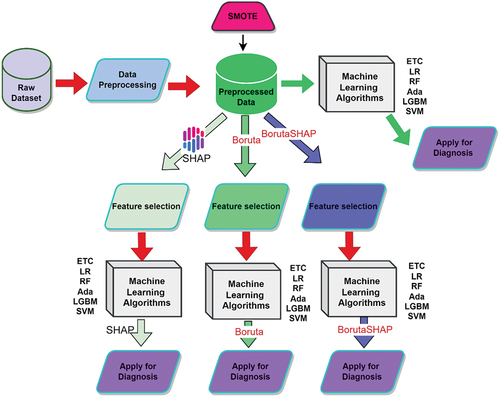 SMOTE
Raw
Dataset
Data
Preprocessing
Preprocessed
Data
Machine
Learning
Algorithms
ETC
LR
RF
Ada
LGBM
SVM
Apply for
Diagnosis
SHAP
Boruta
BorutaSHAP
Feature selection
Feature selection
Feature selection
ETC
LR
RF
Ada
LGBM
SVM
Machine
Learning
Algorithms
Machine
Learning
Algorithms
ETC
LR
RF
Ada
LGBM
SVM
Machine
Learning
Algorithms
ETC
LR
RF
Ada
LGBM
SVM
SHAP
Boruta
BorutaSHAP
Apply for
Diagnosis
Apply for
Diagnosis
Apply for
Diagnosis